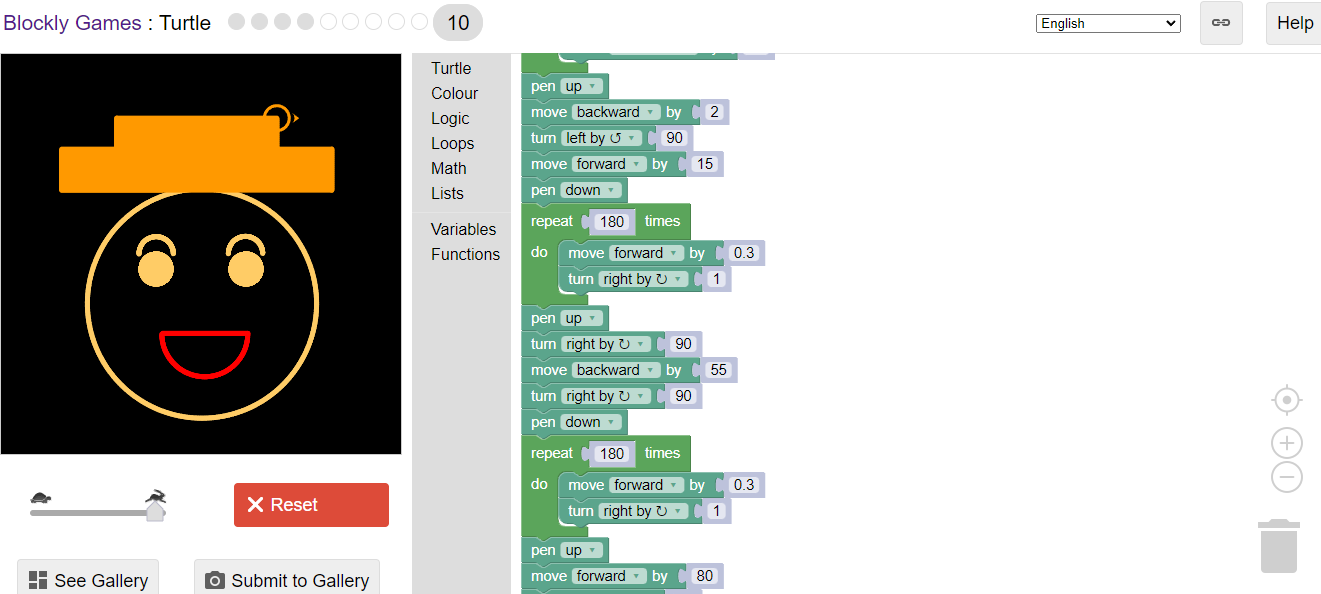 Blockly Games : Turtle 10 English Help
Turtle
Colour
Logic
Loops
Math
Lists
Variables
Functions
pen up
move backward by 2
turn left by ↺ 90
move forward by 15
pen down
repeat 180 times
do move forward by 0.3
turn right by ↻ 1
pen up
turn right by ↻ 90
move backward by 55
turn right by ↻ 90
pen down
repeat 180 times
do move forward by 0.3
turn right by ↻ 1
pen up
move forward by 80
Reset
See Gallery
Submit to Gallery